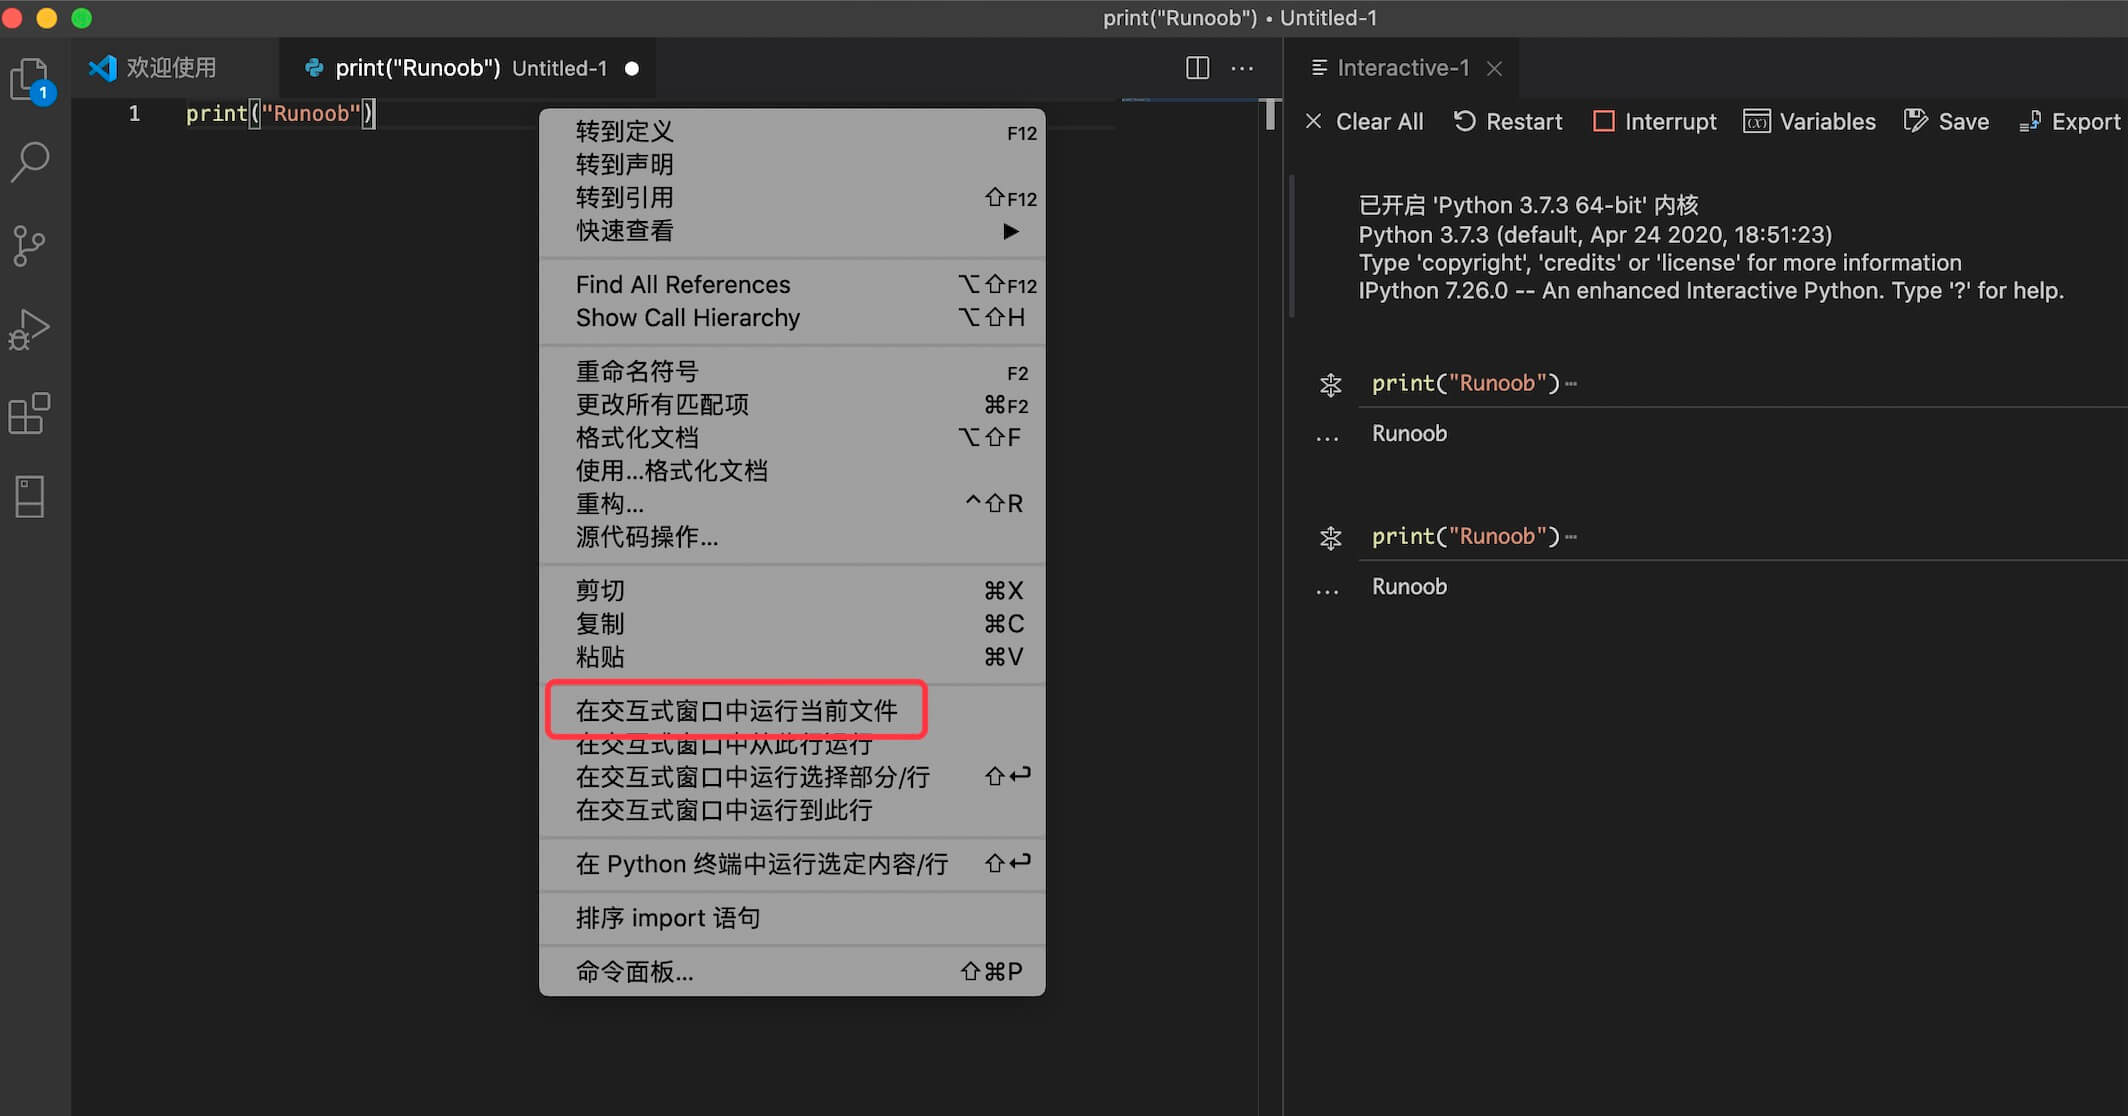 print("Runoob") • Untitled-1
欢迎使用
print("Runoob") Untitled-1 ●
Interactive-1
1
1 print("Runoob")
Clear All Restart Interrupt Variables Save Export
转到定义 F12
转到声明
转到引用 ⇧F12
快速查看 ▶
Find All References ⌥⇧F12
Show Call Hierarchy ⌥⇧H
重命名符号 F2
更改所有匹配项 ⌘F2
格式化文档 ⌥⇧F
使用...格式化文档
重构... ^⇧R
源代码操作...
剪切 ⌘X
复制 ⌘C
粘贴 ⌘V
在交互式窗口中运行当前文件
在交互式窗口中从此行运行
在交互式窗口中运行选择部分/行 ⇧↩
在交互式窗口中运行到此行
在 Python 终端中运行选定内容/行 ⇧↩
排序 import 语句
命令面板... ⇧⌘P
已开启 'Python 3.7.3 64-bit' 内核
Python 3.7.3 (default, Apr 24 2020, 18:51:23)
Type 'copyright', 'credits' or 'license' for more information
IPython 7.26.0 -- An enhanced Interactive Python. Type '?' for help.
print("Runoob")⋯
... Runoob
print("Runoob")⋯
... Runoob